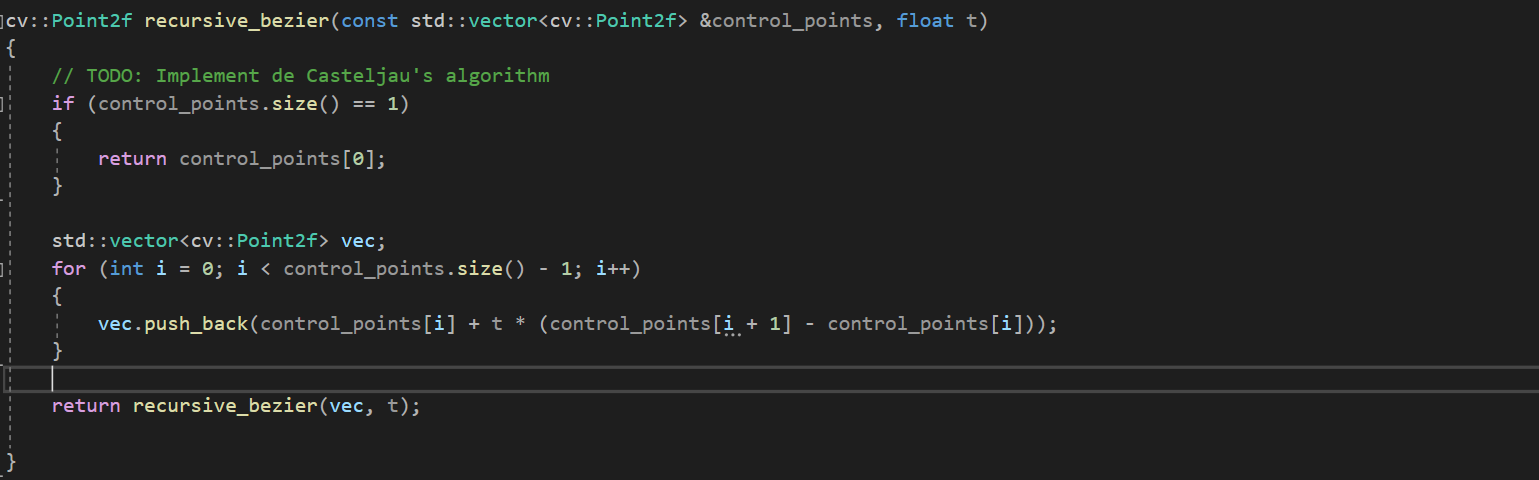 cv::Point2f recursive_bezier(const std::vector<cv::Point2f> &control_points, float t)
{
    // TODO: Implement de Casteljau's algorithm
    if (control_points.size() == 1)
    {
        return control_points[0];
    }

    std::vector<cv::Point2f> vec;
    for (int i = 0; i < control_points.size() - 1; i++)
    {
        vec.push_back(control_points[i] + t * (control_points[i + 1] - control_points[i]));
    }

    return recursive_bezier(vec, t);

}